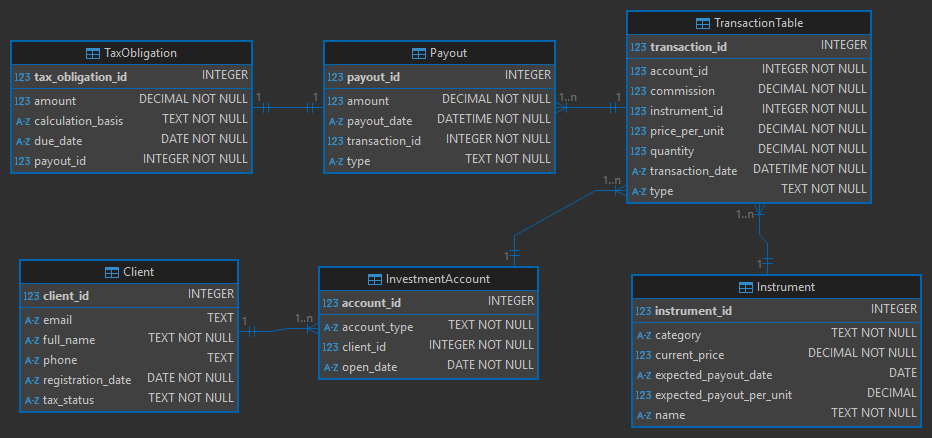 TaxObligation
123 tax_obligation_id INTEGER
123 amount DECIMAL NOT NULL
A-Z calculation_basis TEXT NOT NULL
A-Z due_date DATE NOT NULL
123 payout_id INTEGER NOT NULL
1
1
Payout
123 payout_id INTEGER
123 amount DECIMAL NOT NULL
A-Z payout_date DATETIME NOT NULL
123 transaction_id INTEGER NOT NULL
A-Z type TEXT NOT NULL
1..n
1
TransactionTable
123 transaction_id INTEGER
123 account_id INTEGER NOT NULL
123 commission DECIMAL NOT NULL
123 instrument_id INTEGER NOT NULL
123 price_per_unit DECIMAL NOT NULL
123 quantity DECIMAL NOT NULL
A-Z transaction_date DATETIME NOT NULL
A-Z type TEXT NOT NULL
1..n
1
1..n
1
Client
123 client_id INTEGER
A-Z email TEXT
A-Z full_name TEXT NOT NULL
A-Z phone TEXT
A-Z registration_date DATE NOT NULL
A-Z tax_status TEXT NOT NULL
1
1..n
InvestmentAccount
123 account_id INTEGER
A-Z account_type TEXT NOT NULL
123 client_id INTEGER NOT NULL
A-Z open_date DATE NOT NULL
Instrument
123 instrument_id INTEGER
A-Z category TEXT NOT NULL
123 current_price DECIMAL NOT NULL
A-Z expected_payout_date DATE
123 expected_payout_per_unit DECIMAL
A-Z name TEXT NOT NULL